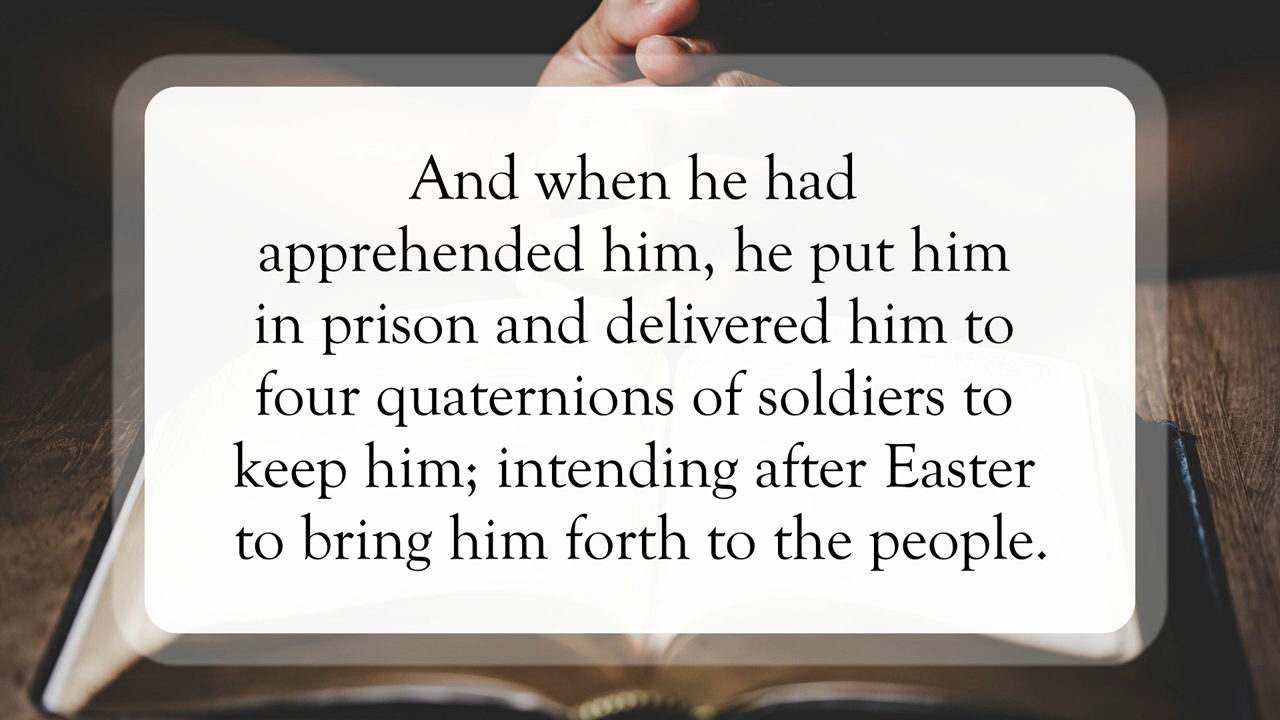 And when he had
apprehended him, he put him
in prison and delivered him to
four quaternions of soldiers to
keep him; intending after Easter
to bring him forth to the people.